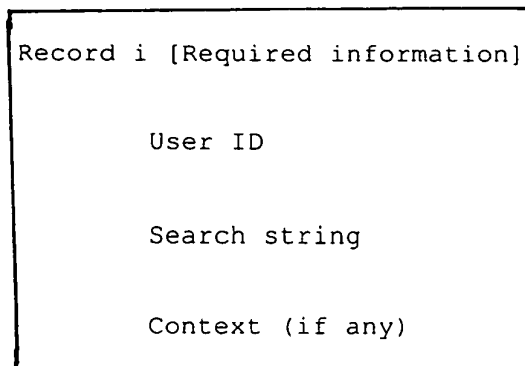 Record i [Required information]
User ID
Search string
Context (if any)